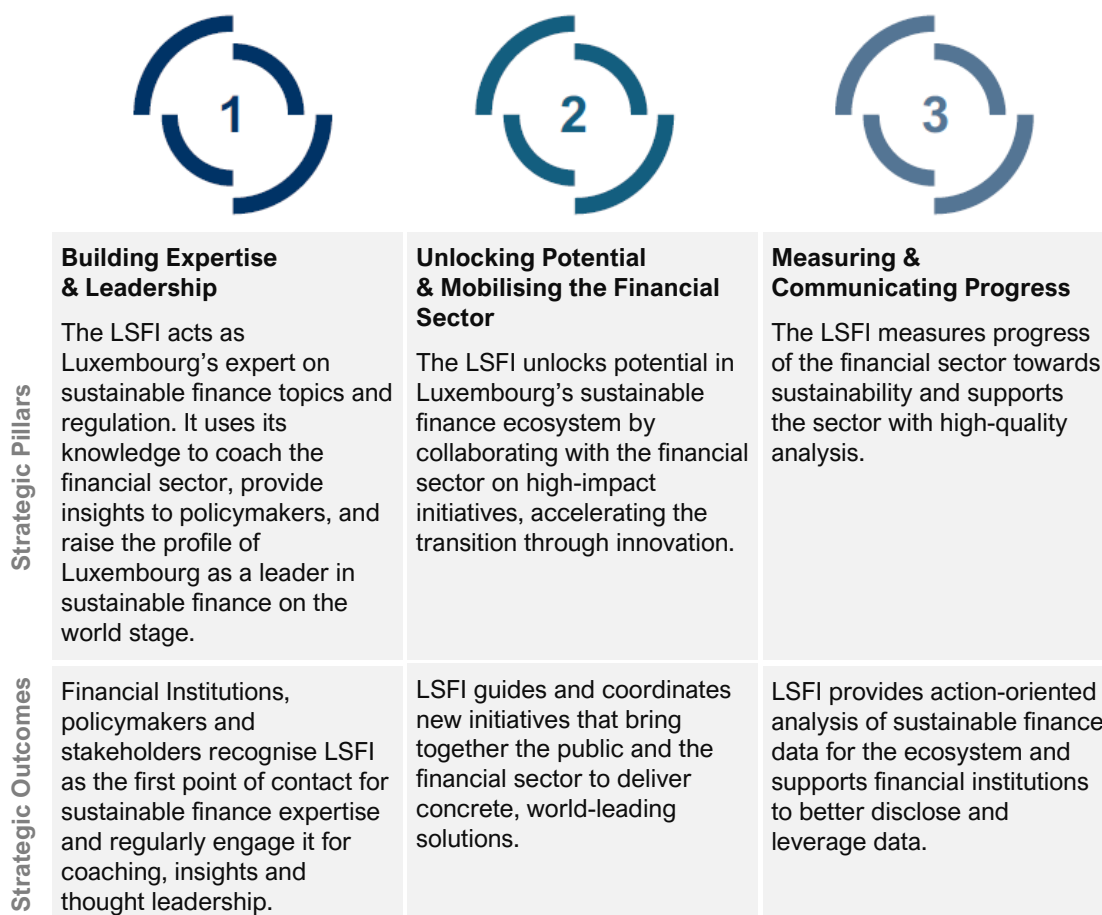 1
2
3
Strategic Pillars
Building Expertise
& Leadership
The LSFI acts as
Luxembourg’s expert on
sustainable finance topics and
regulation. It uses its
knowledge to coach the
financial sector, provide
insights to policymakers, and
raise the profile of
Luxembourg as a leader in
sustainable finance on the
world stage.
Unlocking Potential
& Mobilising the Financial
Sector
The LSFI unlocks potential in
Luxembourg’s sustainable
finance ecosystem by
collaborating with the financial
sector on high-impact
initiatives, accelerating the
transition through innovation.
Measuring &
Communicating Progress
The LSFI measures progress
of the financial sector towards
sustainability and supports
the sector with high-quality
analysis.
Strategic Outcomes
Financial Institutions,
policymakers and
stakeholders recognise LSFI
as the first point of contact for
sustainable finance expertise
and regularly engage it for
coaching, insights and
thought leadership.
LSFI guides and coordinates
new initiatives that bring
together the public and the
financial sector to deliver
concrete, world-leading
solutions.
LSFI provides action-oriented
analysis of sustainable finance
data for the ecosystem and
supports financial institutions
to better disclose and
leverage data.